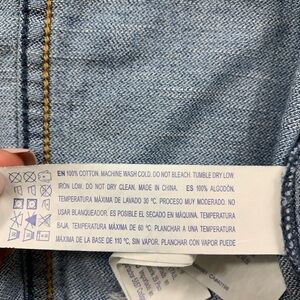 EN 100% COTTON. MACHINE WASH COLD. DO NOT BLEACH. TUMBLE DRY LOW.
IRON LOW. DO NOT DRY CLEAN. MADE IN CHINA. ES 100% ALGODÓN.
TEMPERATURA MÁXIMA DE LAVADO 30 ºC. PROCESO MUY MODERADO. NO
USAR BLANQUEADOR. ES POSIBLE EL SECADO EN MÁQUINA. TEMPERATURA
BAJA, TEMPERATURA MÁXIMA DE 60 ºC. PLANCHAR A UNA TEMPERATURA
MÁXIMA DE LA BASE DE 110 ºC, SIN VAPOR. PLANCHAR CON VAPOR PUEDE